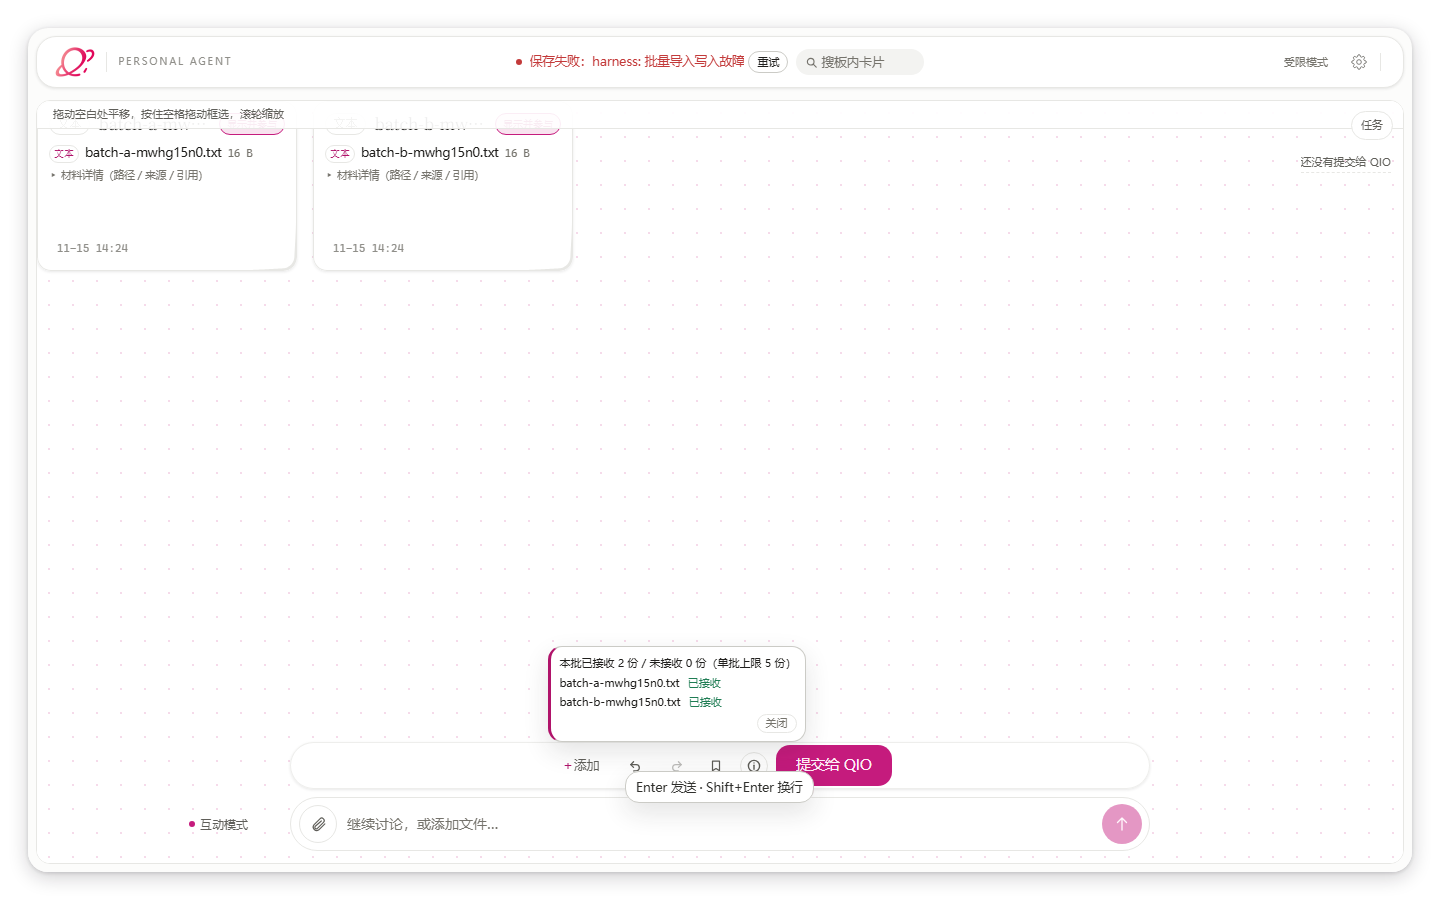 PERSONAL AGENT
保存失败：harness: 批量导入写入故障
重试
搜板内卡片
受限模式
拖动空白处平移，按住空格拖动框选，滚轮缩放
任务
还没有提交给 QIO
文本 batch-a-mwhg15n0.txt 16 B
材料详情（路径 / 来源 / 引用）
11-15 14:24
文本 batch-b-mw…
文本 batch-b-mwhg15n0.txt 16 B
材料详情（路径 / 来源 / 引用）
11-15 14:24
本批已接收 2 份 / 未接收 0 份（单批上限 5 份）
batch-a-mwhg15n0.txt 已接收
batch-b-mwhg15n0.txt 已接收
关闭
+添加
提交给 QIO
Enter 发送 · Shift+Enter 换行
互动模式
继续讨论，或添加文件...